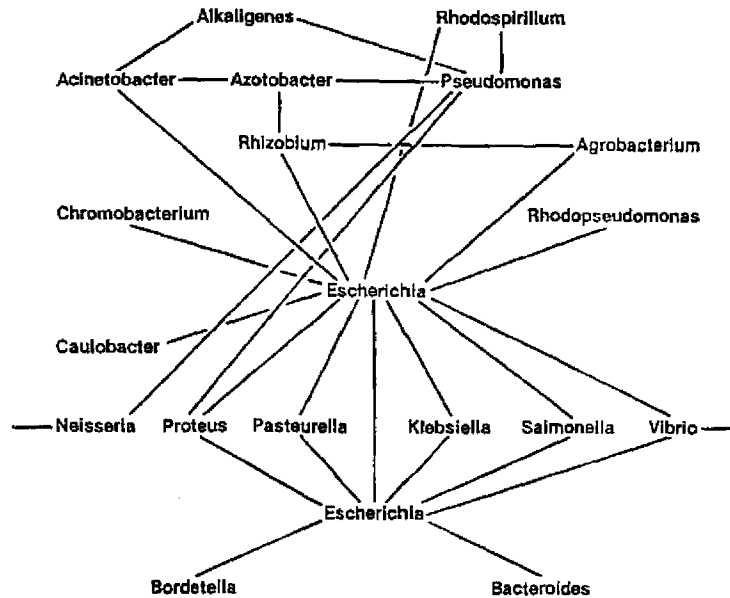 Alkaligenes Rhodospirillum
Acinetobacter Azotobacter Pseudomonas
Rhizobium Agrobacterium
Chromobacterium Rhodopseudomonas
Escherichia
Caulobacter
Neisseria Proteus Pasteurella Klebsiella Salmonella Vibrio
Escherichia
Bordetella Bacteroides